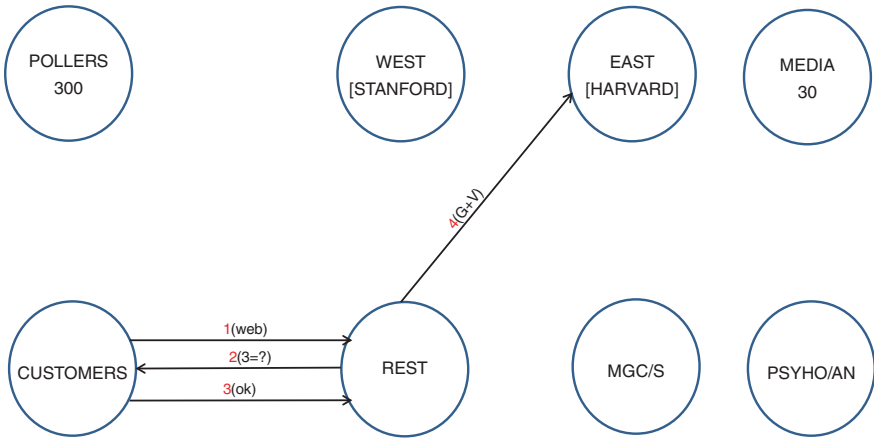 POLLERS
300
WEST
[STANFORD]
EAST
[HARVARD]
MEDIA
30
4(G+V)
1(web)
2(3=?)
3(ok)
CUSTOMERS
REST
MGC/S
PSYHO/AN